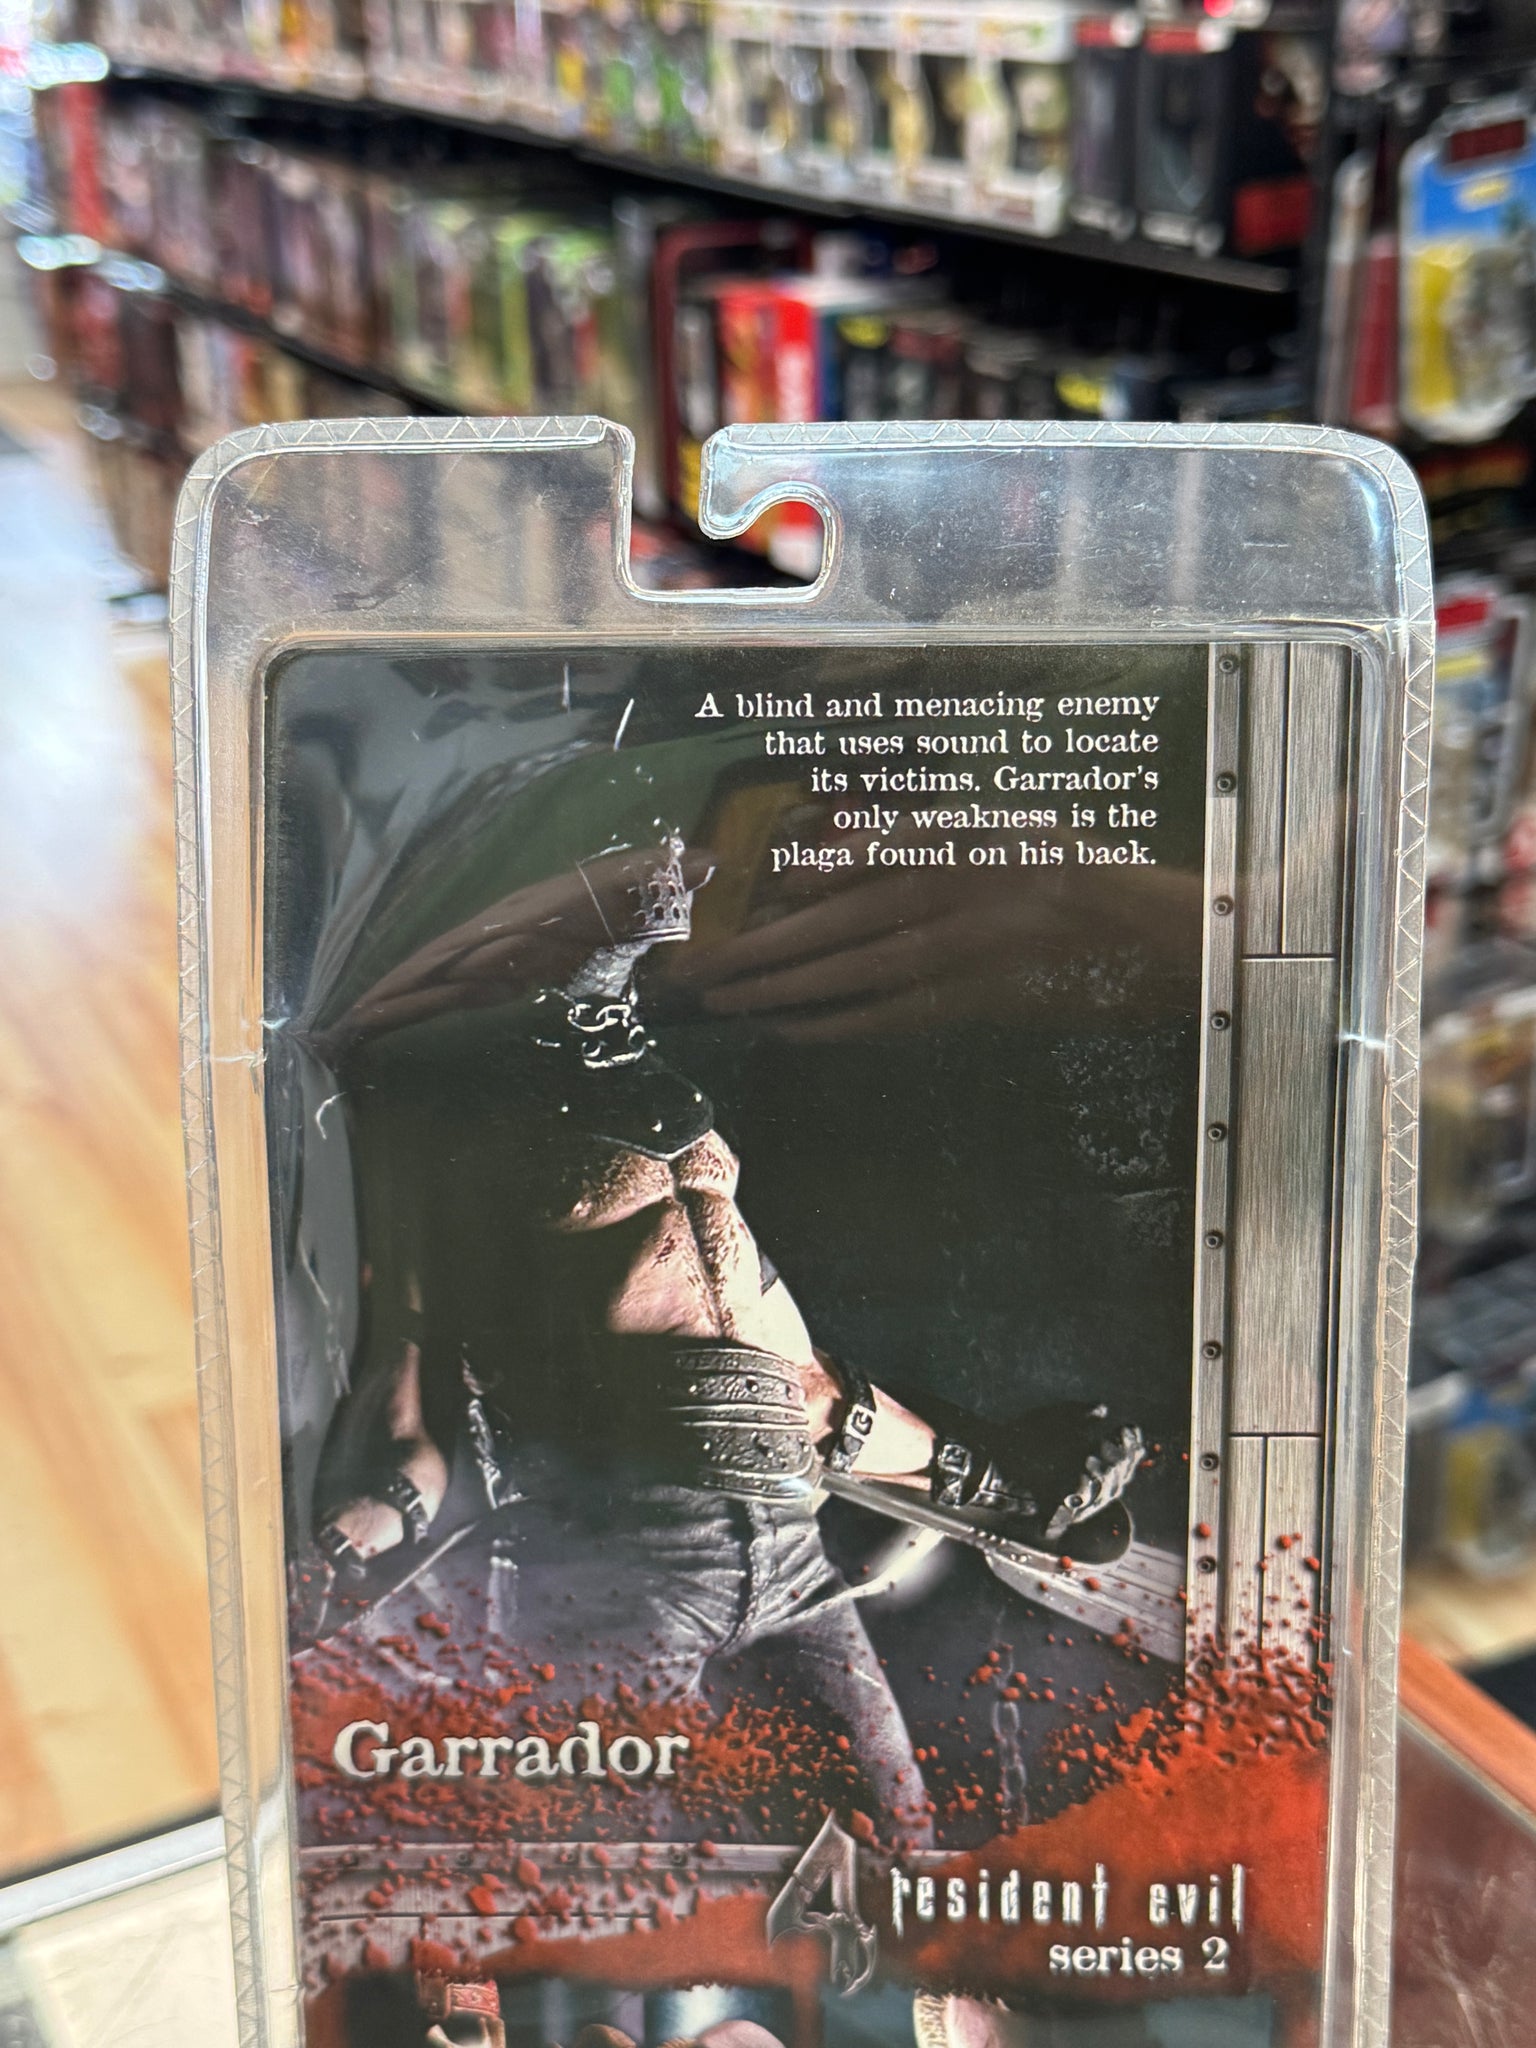 A blind and menacing enemy
that uses sound to locate
its victims. Garrador's
only weakness is the
plaga found on his back.
Garrador
4 resident evil
series 2